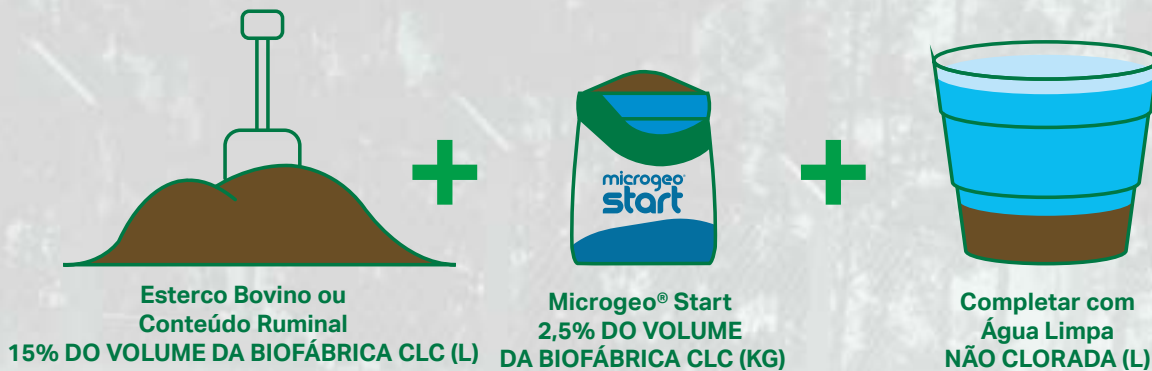 microgeo®
start
Esterco Bovino ou
Conteúdo Ruminal
15% DO VOLUME DA BIOFÁBRICA CLC (L)
Microgeo® Start
2,5% DO VOLUME
DA BIOFÁBRICA CLC (KG)
Completar com
Água Limpa
NÃO CLORADA (L)